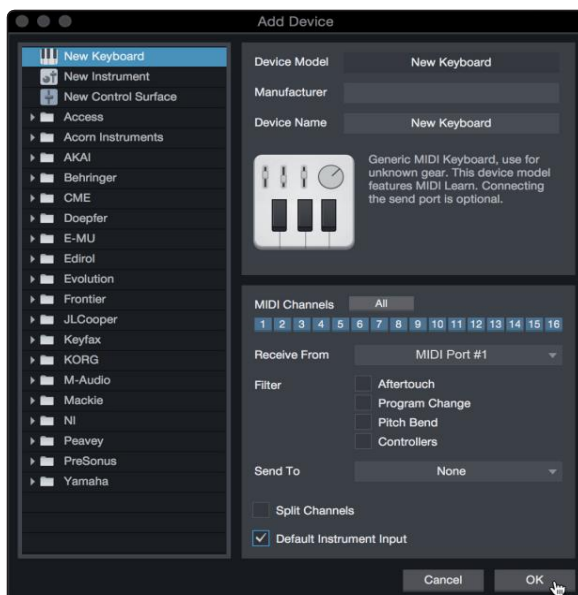 Add Device
New Keyboard
New Instrument
New Control Surface
Access
Acorn Instruments
AKAI
Behringer
CME
Doepfer
E-MU
Edirol
Evolution
Frontier
JLCooper
Keyfax
KORG
M-Audio
Mackie
NI
Peavey
PreSonus
Yamaha
Device Model New Keyboard
Manufacturer
Device Name New Keyboard
Generic MIDI Keyboard, use for
unknown gear. This device model
features MIDI Learn. Connecting
the send port is optional.
MIDI Channels All
1 2 3 4 5 6 7 8 9 10 11 12 13 14 15 16
Receive From MIDI Port #1
Filter Aftertouch
Program Change
Pitch Bend
Controllers
Send To None
Split Channels
Default Instrument Input
Cancel OK